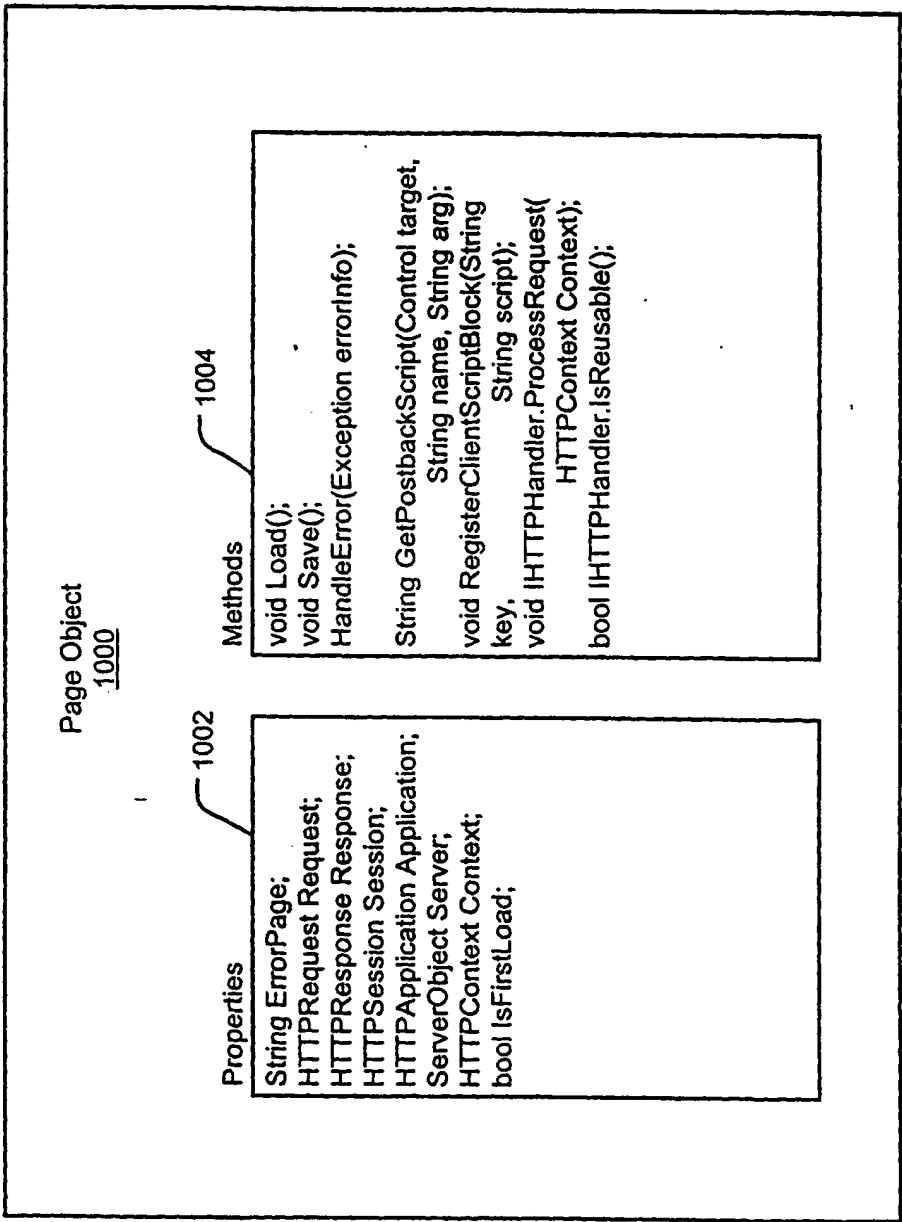 Page Object
1000
Properties
1002
String ErrorPage;
HTTPRequest Request;
HTTPResponse Response;
HTTPSession Session;
HTTPApplication Application;
ServerObject Server;
HTTPContext Context;
bool IsFirstLoad;
Methods
1004
void Load();
void Save();
HandleError(Exception errorInfo);
String GetPostbackScript(Control target,
String name, String arg);
void RegisterClientScriptBlock(String
key,
String script);
void IHTTPHandler.ProcessRequest(
HTTPContext Context);
bool IHTTPHandler.IsReusable();